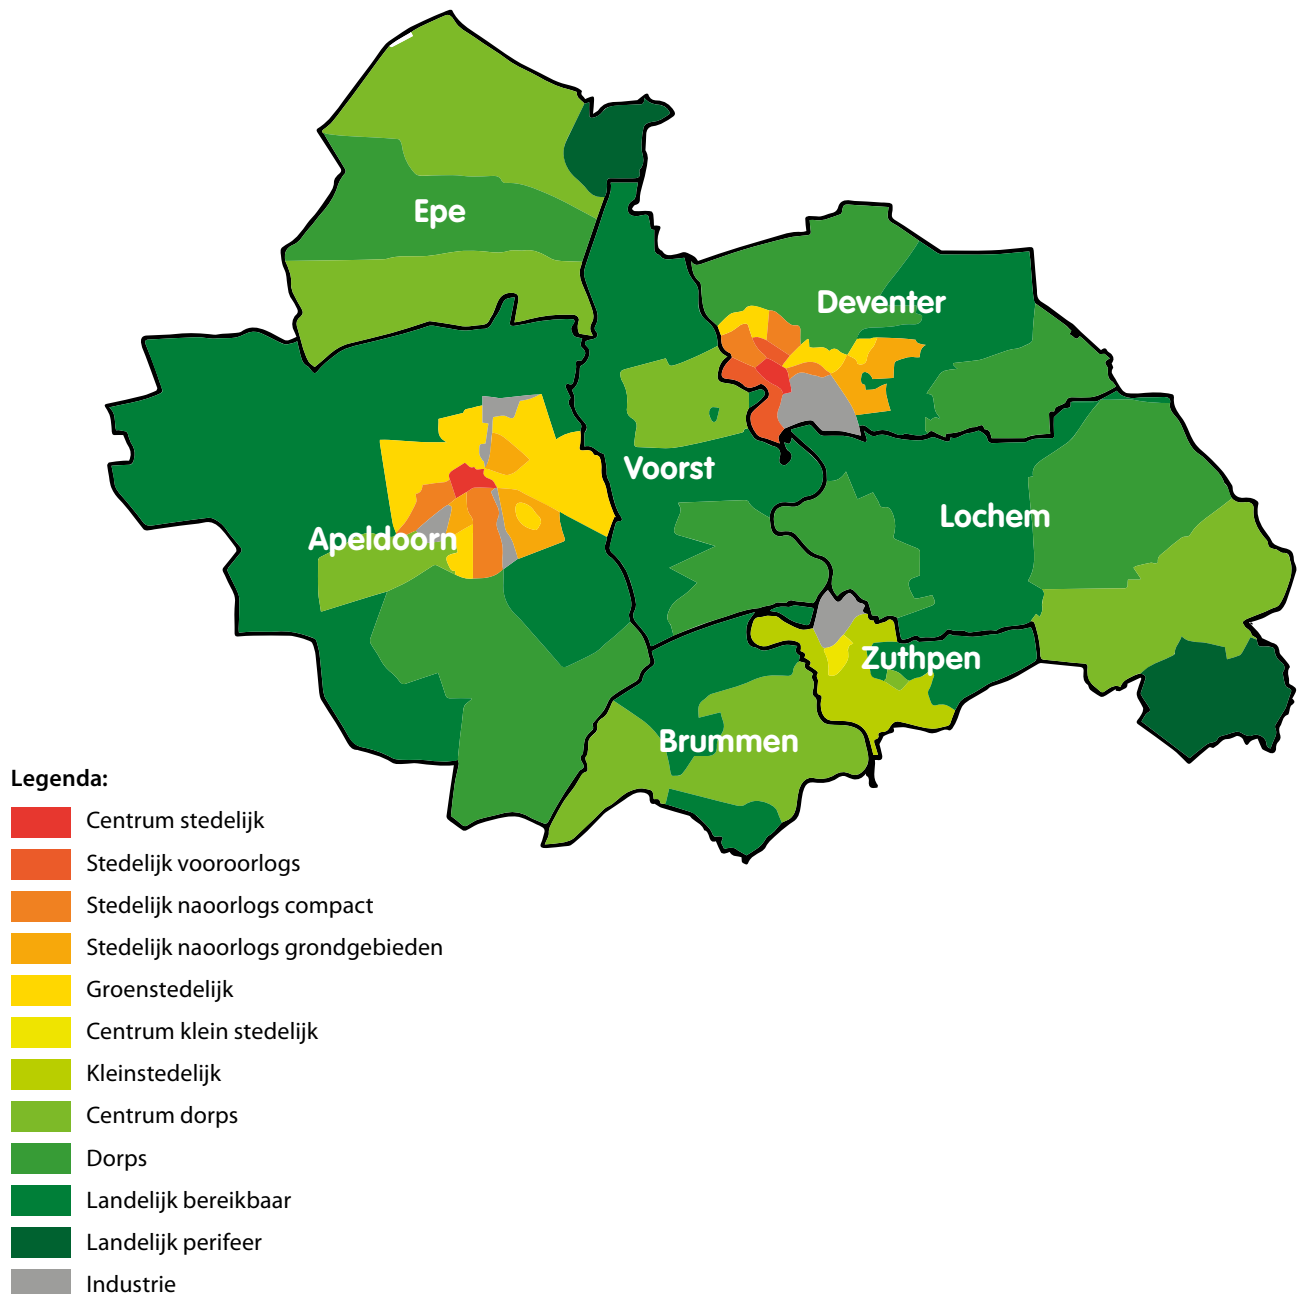 Epe
Deventer
Voorst
Lochem
Apeldoorn
Zuthpen
Brummen
Legenda:
Centrum stedelijk
Stedelijk vooroorlogs
Stedelijk naoorlogs compact
Stedelijk naoorlogs grondgebieden
Groenstedelijk
Centrum klein stedelijk
Kleinstedelijk
Centrum dorps
Dorps
Landelijk bereikbaar
Landelijk perifeer
Industrie